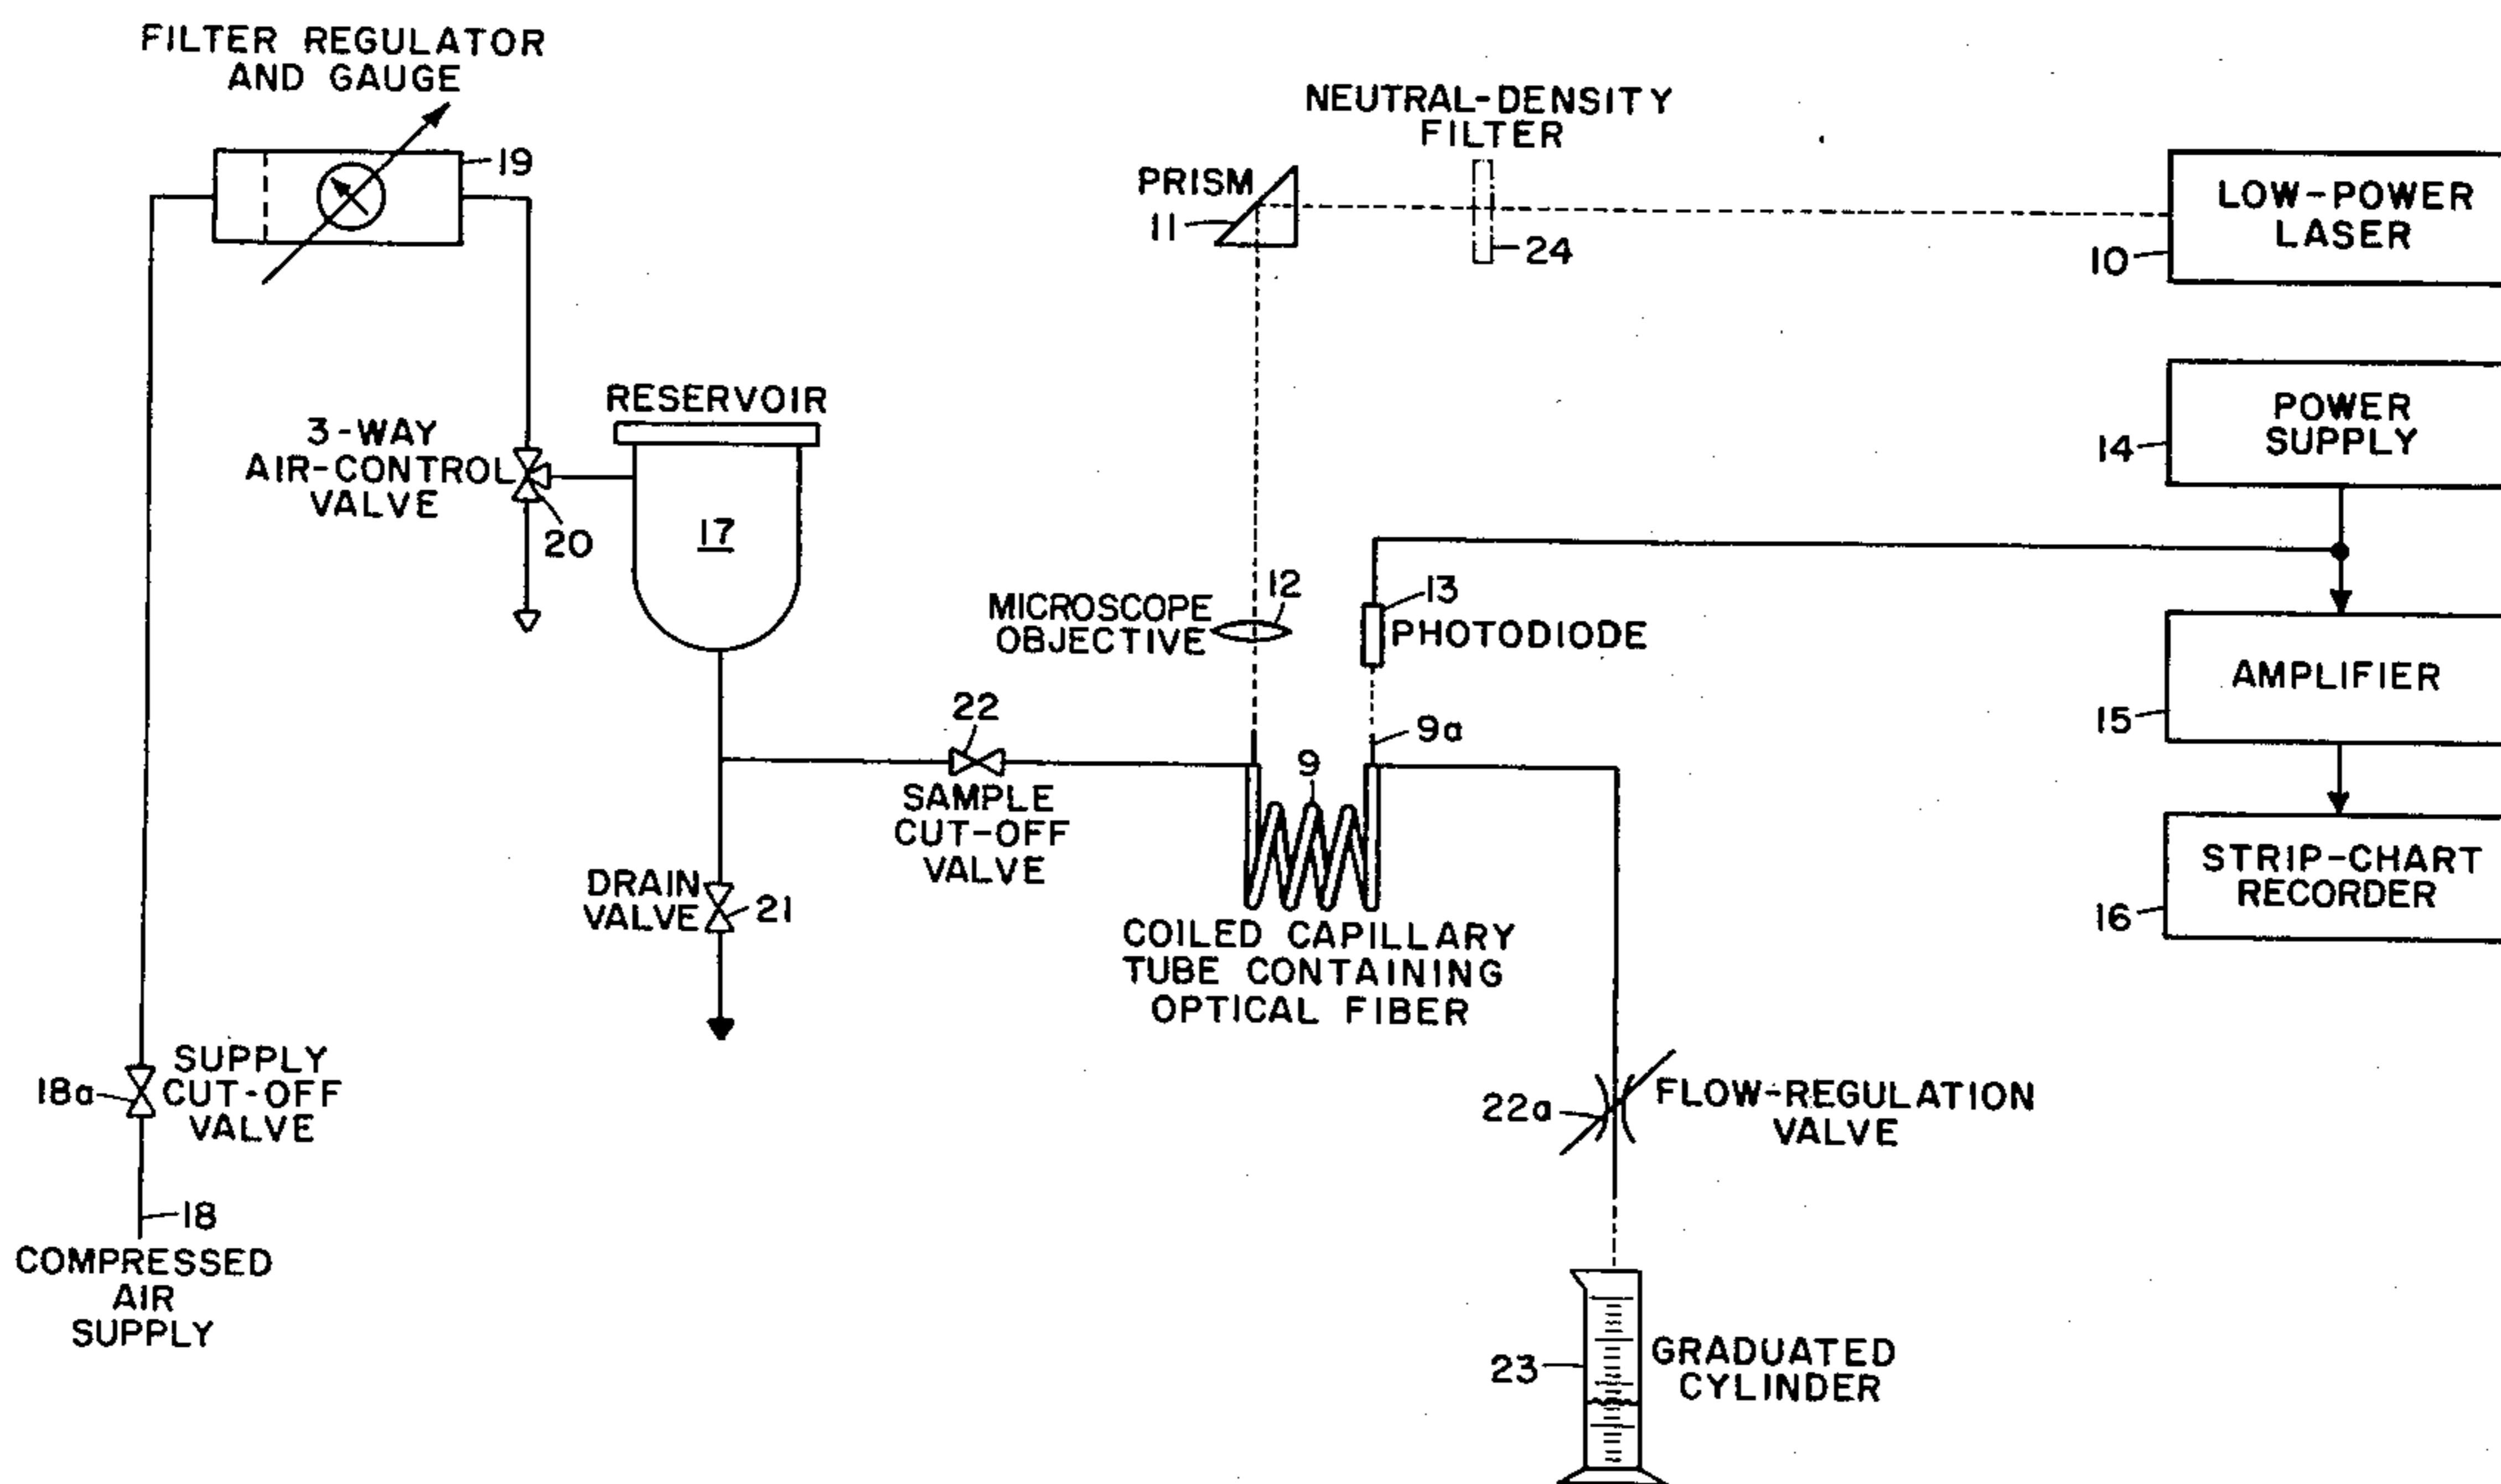 FILTER REGULATOR
AND GAUGE
19
NEUTRAL-DENSITY
FILTER
24
PRISM
11
LOW-POWER
LASER
10
POWER
SUPPLY
14
RESERVOIR
17
3-WAY
AIR-CONTROL
VALVE
20
MICROSCOPE
OBJECTIVE
12
13
PHOTODIODE
AMPLIFIER
15
22
SAMPLE
CUT-OFF
VALVE
9
9a
STRIP-CHART
RECORDER
16
DRAIN
VALVE
21
COILED CAPILLARY
TUBE CONTAINING
OPTICAL FIBER
18a
SUPPLY
CUT-OFF
VALVE
22a
FLOW-REGULATION
VALVE
18
COMPRESSED
AIR
SUPPLY
23
GRADUATED
CYLINDER